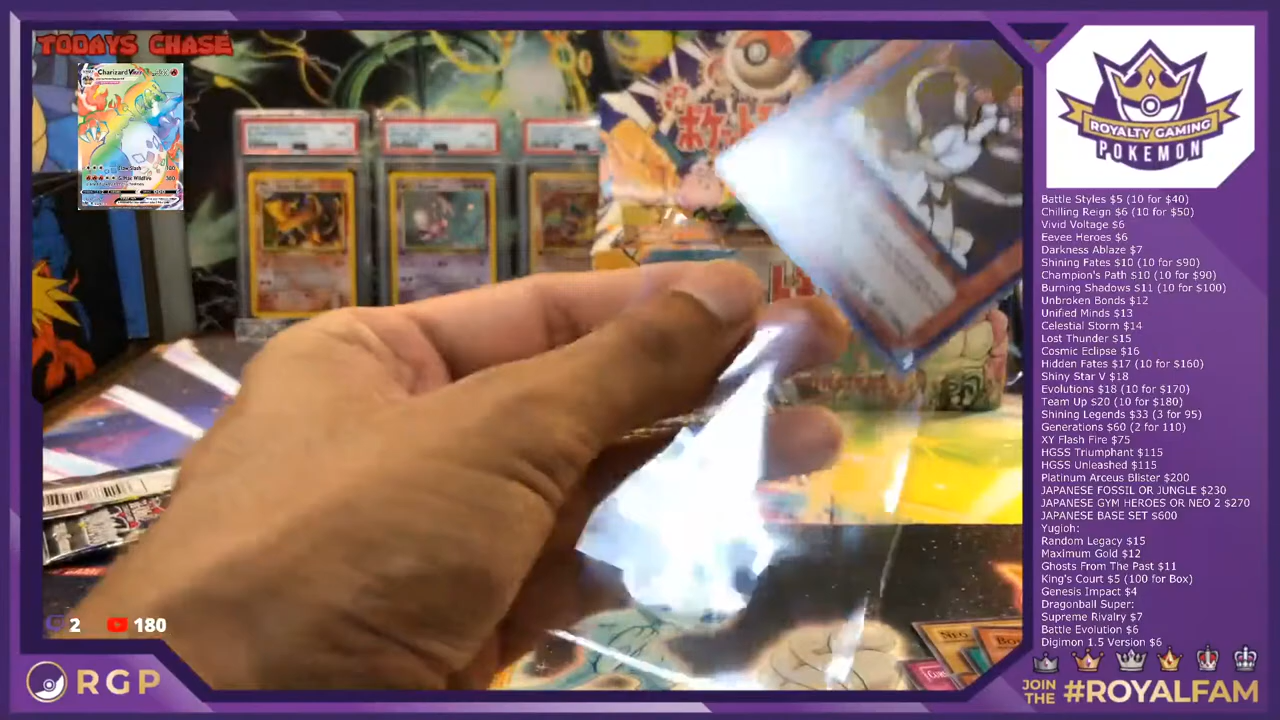 TODAYS CHASE
Charizard
ROYALTY GAMING
POKEMON
Battle Styles $5 (10 for $40)
Chilling Reign $6 (10 for $50)
Vivid Voltage $6
Eevee Heroes $6
Darkness Ablaze $7
Shining Fates $10 (10 for $90)
Champion's Path $10 (10 for $90)
Burning Shadows $11 (10 for $100)
Unbroken Bonds $12
Unified Minds $13
Celestial Storm $14
Lost Thunder $15
Cosmic Eclipse $16
Hidden Fates $17 (10 for $160)
Shiny Star V $18
Evolutions $18 (10 for $170)
Team Up $20 (10 for $180)
Shining Legends $33 (3 for 95)
Generations $60 (2 for 110)
XY Flash Fire $75
HGSS Triumphant $115
HGSS Unleashed $115
Platinum Arceus Blister $200
JAPANESE FOSSIL OR JUNGLE $230
JAPANESE GYM HEROES OR NEO 2 $270
JAPANESE BASE SET $600
Yugioh:
Random Legacy $15
Maximum Gold $12
Ghosts From The Past $11
King's Court $5 (100 for Box)
Genesis Impact $4
Dragonball Super:
Supreme Rivalry $7
Battle Evolution $6
Digimon 1.5 Version $6
2 180
RGP
JOIN THE #ROYALFAM